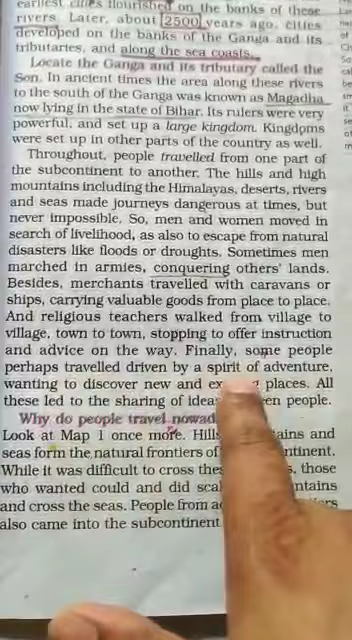 earliest cities flourished on the banks of these
rivers. Later, about 2500 years ago, cities
developed on the banks of the Ganga and its
tributaries, and along the sea coasts.
Locate the Ganga and its tributary called the
Son. In ancient times the area along these rivers
to the south of the Ganga was known as Magadha
now lying in the state of Bihar. Its rulers were very
powerful, and set up a large kingdom. Kingdoms
were set up in other parts of the country as well.
Throughout, people travelled from one part of
the subcontinent to another. The hills and high
mountains including the Himalayas, deserts, rivers
and seas made journeys dangerous at times, but
never impossible. So, men and women moved in
search of livelihood, as also to escape from natural
disasters like floods or droughts. Sometimes men
marched in armies, conquering others' lands.
Besides, merchants travelled with caravans or
ships, carrying valuable goods from place to place.
And religious teachers walked from village to
village, town to town, stopping to offer instruction
and advice on the way. Finally, some people
perhaps travelled driven by a spirit of adventure,
wanting to discover new and places. All
these led to the sharing of people.
Why do people travel
Look at Map 1 once more. Hills and
seas form the natural frontiers of
While it was difficult to cross those
who wanted could and did
and cross the seas. People from
also came into the subcontinent